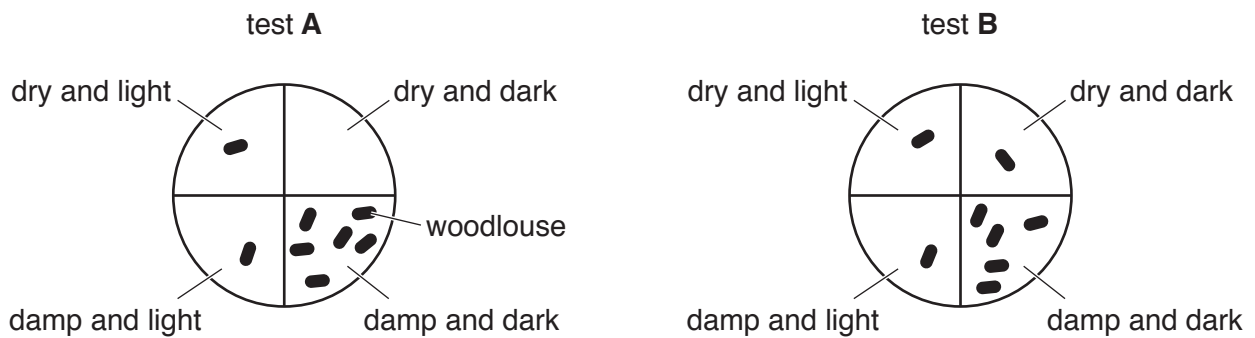 test A
dry and light
dry and dark
woodlouse
damp and light
damp and dark
test B
dry and light
dry and dark
damp and light
damp and dark